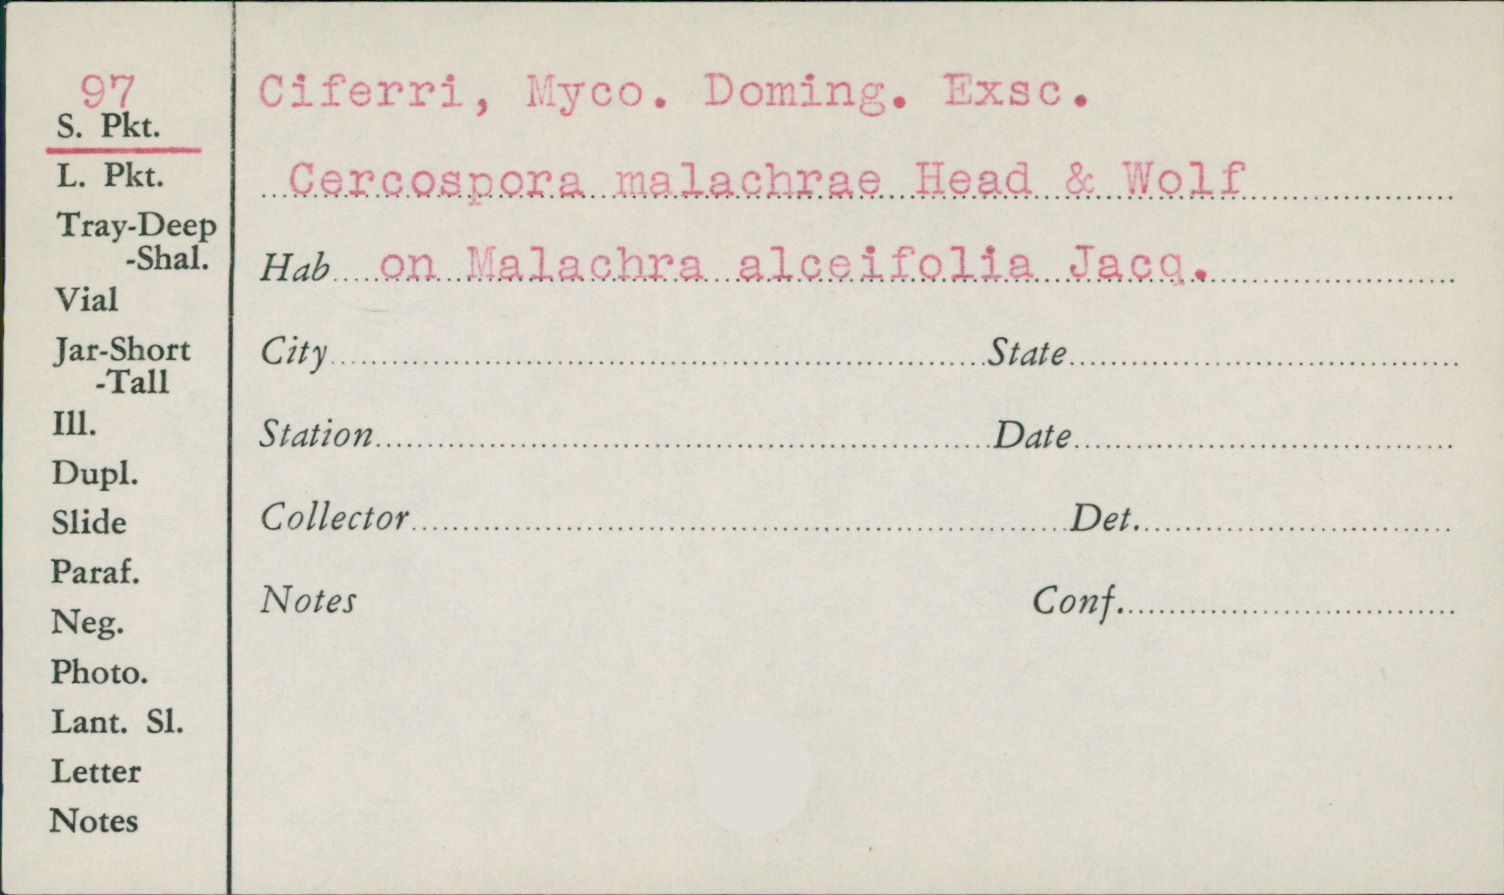 97
S. Pkt.
L. Pkt.
Tray-Deep
-Shal.
Vial
Jar-Short
-Tall
Ill.
Dupl.
Slide
Paraf.
Neg.
Photo.
Lant. Sl.
Letter
Notes
Ciferri, Myco. Doming. Exsc.
Cercospora malachrae Head & Wolf
Hab on Malachra alceifolia Jacq.
City State
Station Date
Collector Det.
Notes Conf.